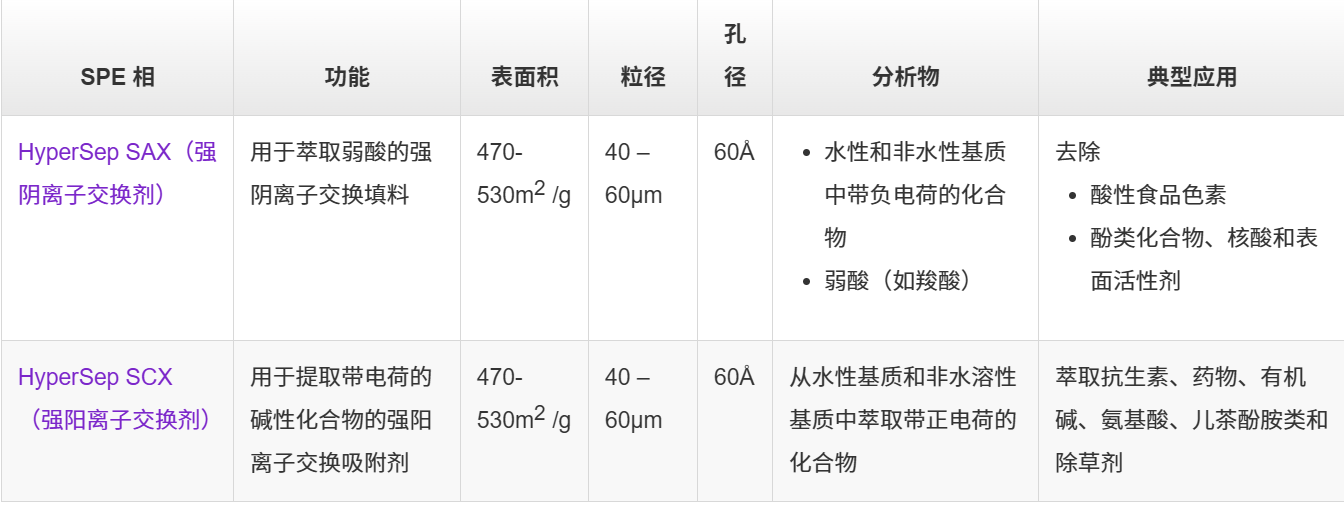 SPE 相
功能
表面积
粒径
孔
径
分析物
典型应用
HyperSep SAX（强
阴离子交换剂）
用于萃取弱酸的强
阴离子交换填料
470-
530m2 /g
40 –
60μm
60Å
• 水性和非水性基质
中带负电荷的化合
物
• 弱酸（如羧酸）
去除
• 酸性食品色素
• 酚类化合物、核酸和表
面活性剂
HyperSep SCX
（强阳离子交换剂）
用于提取带电荷的
碱性化合物的强阳
离子交换吸附剂
470-
530m2 /g
40 –
60μm
60Å
从水性基质和非水溶性
基质中萃取带正电荷的
化合物
萃取抗生素、药物、有机
碱、氨基酸、儿茶酚胺类和
除草剂